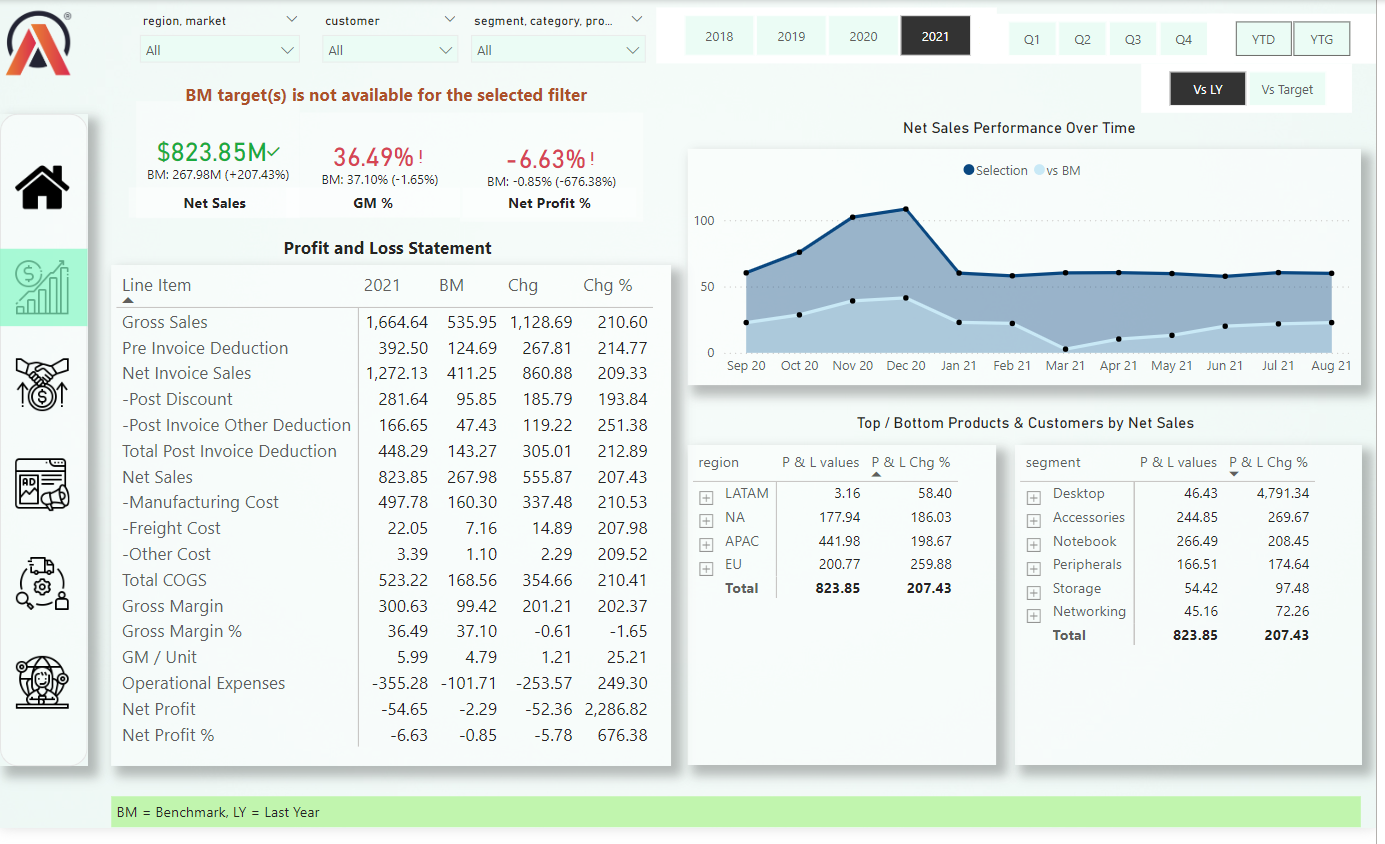 region, market
customer
segment, category, pro...
All
All
All
2018
2019
2020
2021
Q1
Q2
Q3
Q4
YTD
YTG
Vs LY
Vs Target
BM target(s) is not available for the selected filter
$823.85M
BM: 267.98M (+207.43%)
Net Sales
36.49% !
BM: 37.10% (-1.65%)
GM %
-6.63% !
BM: -0.85% (-676.38%)
Net Profit %
Profit and Loss Statement
Line Item 2021 BM Chg Chg %
Gross Sales 1,664.64 535.95 1,128.69 210.60
Pre Invoice Deduction 392.50 124.69 267.81 214.77
Net Invoice Sales 1,272.13 411.25 860.88 209.33
-Post Discount 281.64 95.85 185.79 193.84
-Post Invoice Other Deduction 166.65 47.43 119.22 251.38
Total Post Invoice Deduction 448.29 143.27 305.01 212.89
Net Sales 823.85 267.98 555.87 207.43
-Manufacturing Cost 497.78 160.30 337.48 210.53
-Freight Cost 22.05 7.16 14.89 207.98
-Other Cost 3.39 1.10 2.29 209.52
Total COGS 523.22 168.56 354.66 210.41
Gross Margin 300.63 99.42 201.21 202.37
Gross Margin % 36.49 37.10 -0.61 -1.65
GM / Unit 5.99 4.79 1.21 25.21
Operational Expenses -355.28 -101.71 -253.57 249.30
Net Profit -54.65 -2.29 -52.36 2,286.82
Net Profit % -6.63 -0.85 -5.78 676.38
Net Sales Performance Over Time
Selection vs BM
100
50
0
Sep 20 Oct 20 Nov 20 Dec 20 Jan 21 Feb 21 Mar 21 Apr 21 May 21 Jun 21 Jul 21 Aug 21
Top / Bottom Products & Customers by Net Sales
region P & L values P & L Chg %
LATAM 3.16 58.40
NA 177.94 186.03
APAC 441.98 198.67
EU 200.77 259.88
Total 823.85 207.43
segment P & L values P & L Chg %
Desktop 46.43 4,791.34
Accessories 244.85 269.67
Notebook 266.49 208.45
Peripherals 166.51 174.64
Storage 54.42 97.48
Networking 45.16 72.26
Total 823.85 207.43
AD
BM = Benchmark, LY = Last Year